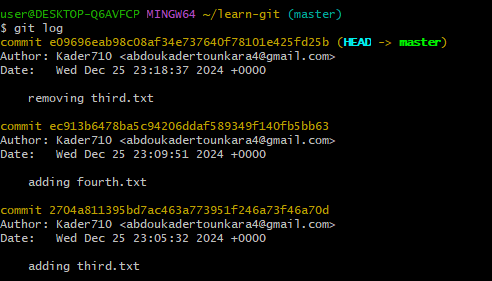 user@DESKTOP-Q6AVFCP MINGW64 ~/learn-git (master)
$ git log
commit e09696eab98c08af34e737640f78101e425fd25b (HEAD -> master)
Author: Kader710 <abdoukadertounkara4@gmail.com>
Date:   Wed Dec 25 23:18:37 2024 +0000
    removing third.txt
commit ec913b6478ba5c94206ddaf589349f140fb5bb63
Author: Kader710 <abdoukadertounkara4@gmail.com>
Date:   Wed Dec 25 23:09:51 2024 +0000
    adding fourth.txt
commit 2704a811395bd7ac463a773951f246a73f46a70d
Author: Kader710 <abdoukadertounkara4@gmail.com>
Date:   Wed Dec 25 23:05:32 2024 +0000
    adding third.txt